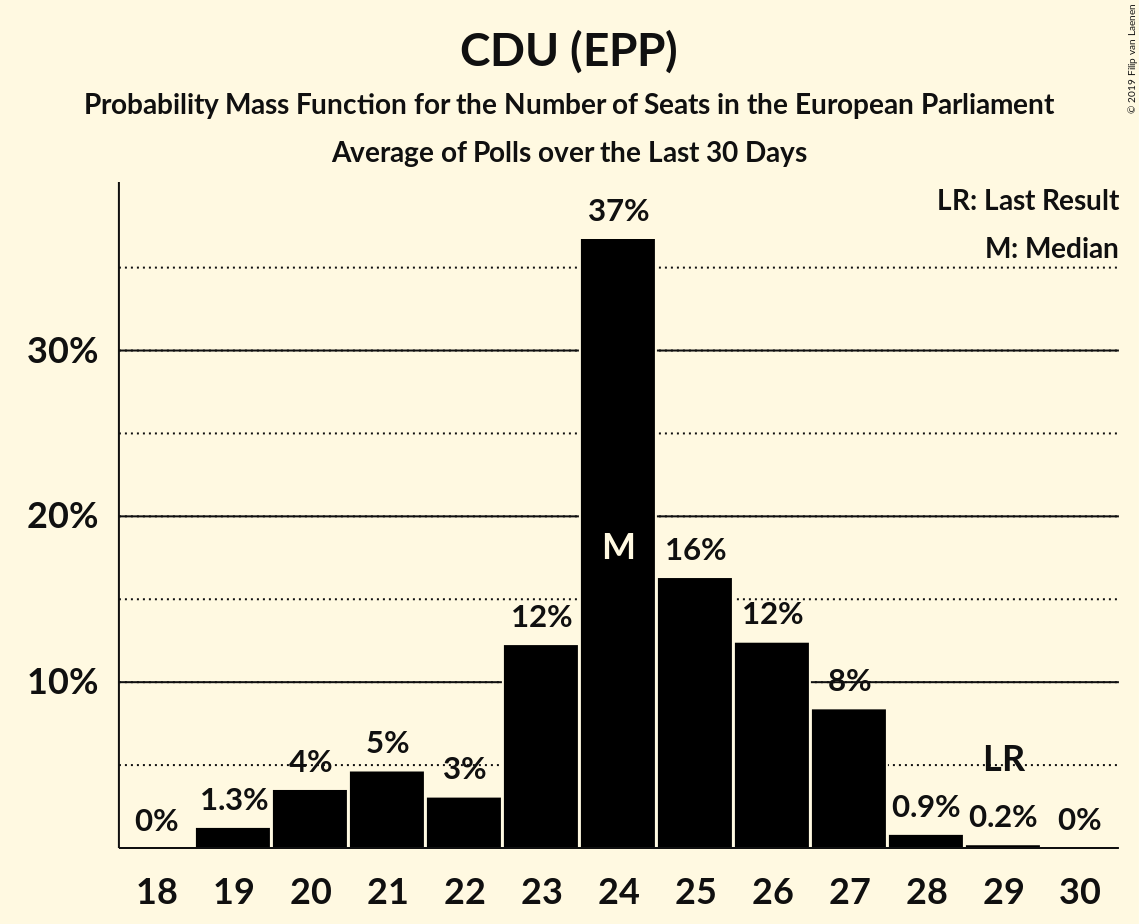 CDU (EPP)
Probability Mass Function for the Number of Seats in the European Parliament
Average of Polls over the Last 30 Days
© 2019 Filip van Laenen
LR: Last Result
M: Median
30%
20%
10%
0%
1.3%
4%
5%
3%
12%
37%
M
16%
12%
8%
0.9%
LR
0.2%
0%
18 19 20 21 22 23 24 25 26 27 28 29 30